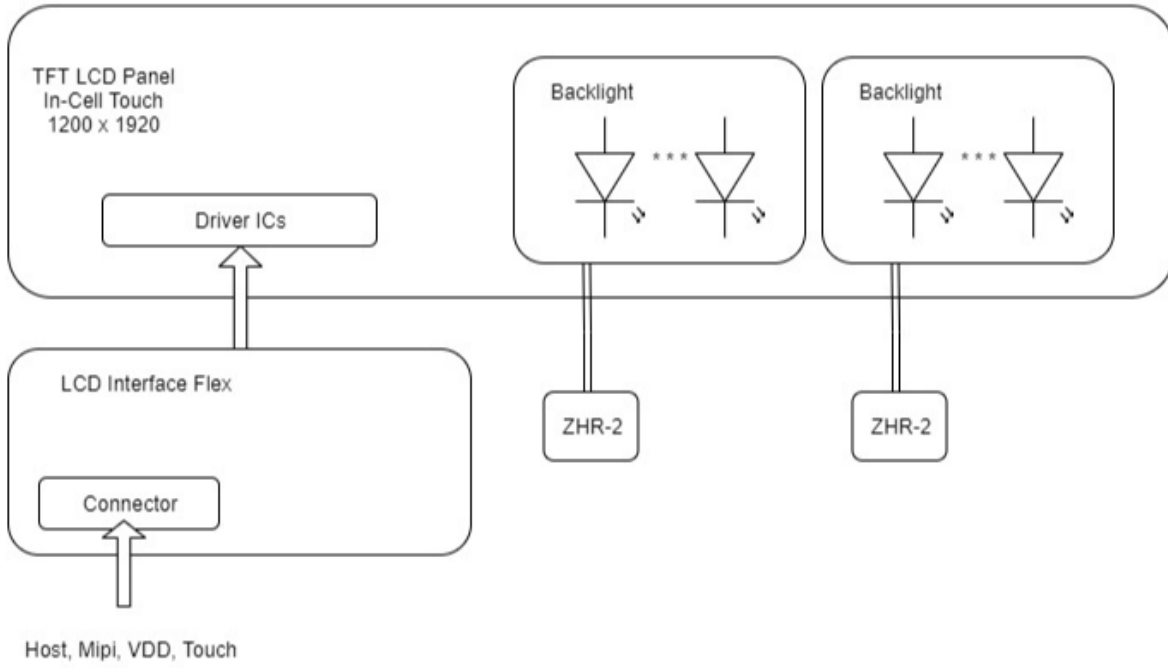 TFT LCD Panel
In-Cell Touch
1200 x 1920
Driver ICs
Backlight
* * *
Backlight
* * *
LCD Interface Flex
Connector
ZHR-2
ZHR-2
Host, Mipi, VDD, Touch